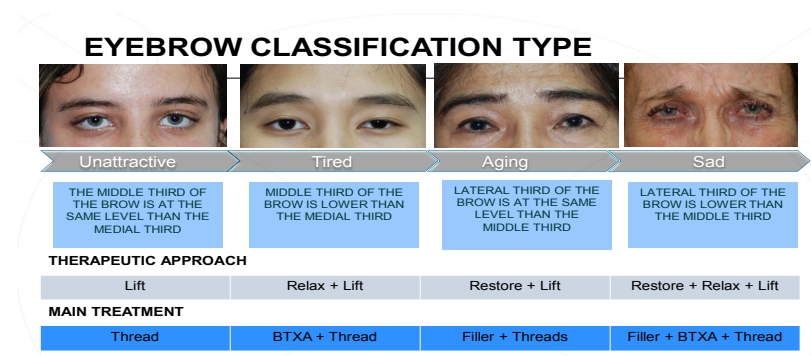 EYEBROW CLASSIFICATION TYPE
Unattractive
Tired
Aging
Sad
THE MIDDLE THIRD OF
THE BROW IS AT THE
SAME LEVEL THAN THE
MEDIAL THIRD
MIDDLE THIRD OF THE
BROW IS LOWER THAN
THE MEDIAL THIRD
LATERAL THIRD OF THE
BROW IS AT THE SAME
LEVEL THAN THE
MIDDLE THIRD
LATERAL THIRD OF THE
BROW IS LOWER THAN
THE MIDDLE THIRD
THERAPEUTIC APPROACH
Lift
Relax + Lift
Restore + Lift
Restore + Relax + Lift
MAIN TREATMENT
Thread
BTXA + Thread
Filler + Threads
Filler + BTXA + Thread